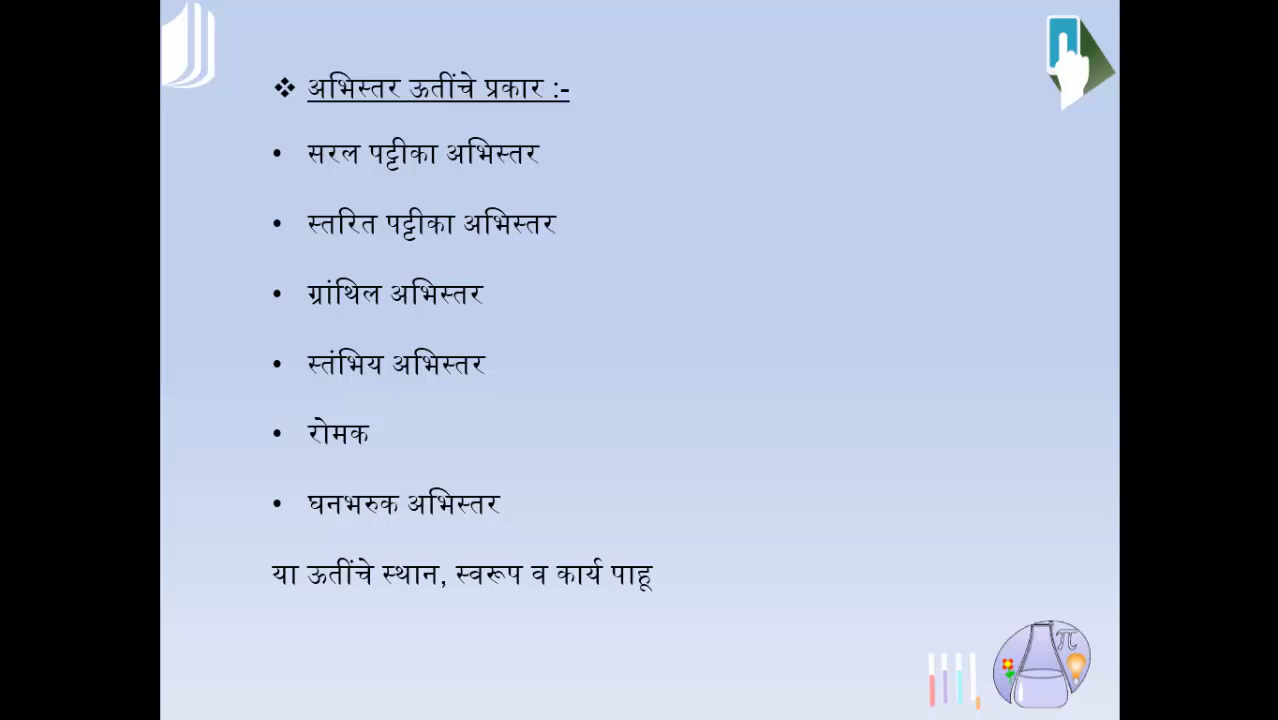 ❖ अभिस्तर ऊतींचे प्रकार :-
• सरल पट्टीका अभिस्तर
• स्तरित पट्टीका अभिस्तर
• ग्रांथिल अभिस्तर
• स्तंभिय अभिस्तर
• रोमक
• घनभरुक अभिस्तर
या ऊतींचे स्थान, स्वरूप व कार्य पाहू
π